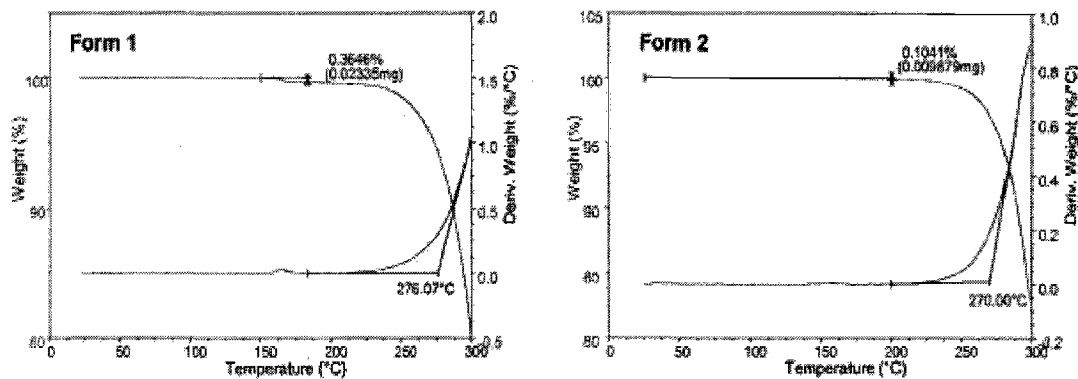 Form 1
0.3646%
(0.02335mg)
276.07°C
100
90
80
Weight (%)
2.0
1.5
1.0
0.5
0.0
-0.5
Deriv. Weight (%/°C)
0 50 100 150 200 250 300
Temperature (°C)
Form 2
0.1041%
(0.009879mg)
270.00°C
105
100
95
90
80
Weight (%)
1.0
0.8
0.6
0.4
0.2
0.0
-0.2
Deriv. Weight (%/°C)
0 50 100 150 200 250 300
Temperature (°C)